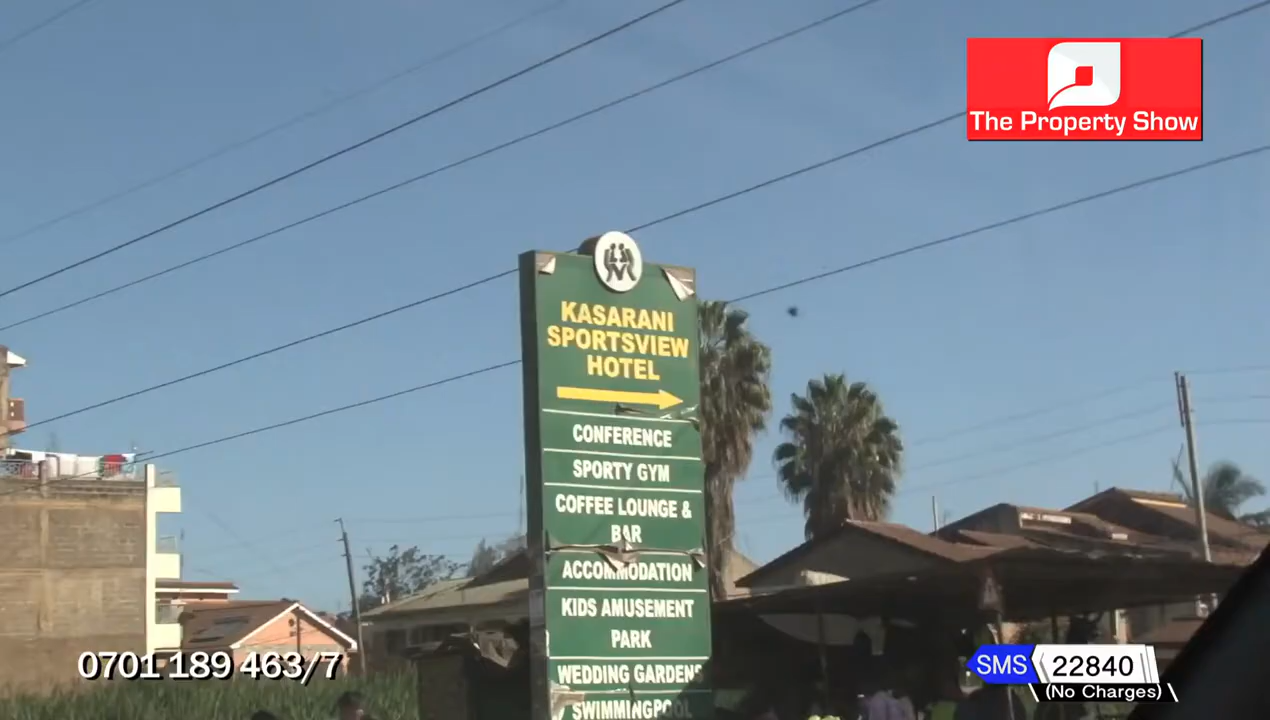 The Property Show
KASARANI
SPORTSVIEW
HOTEL
CONFERENCE
SPORTY GYM
COFFEE LOUNGE &
BAR
ACCOMMODATION
KIDS AMUSEMENT
PARK
WEDDING GARDENS
SWIMMINGPOOL
0701 189 463/7
SMS 22840
(No Charges)